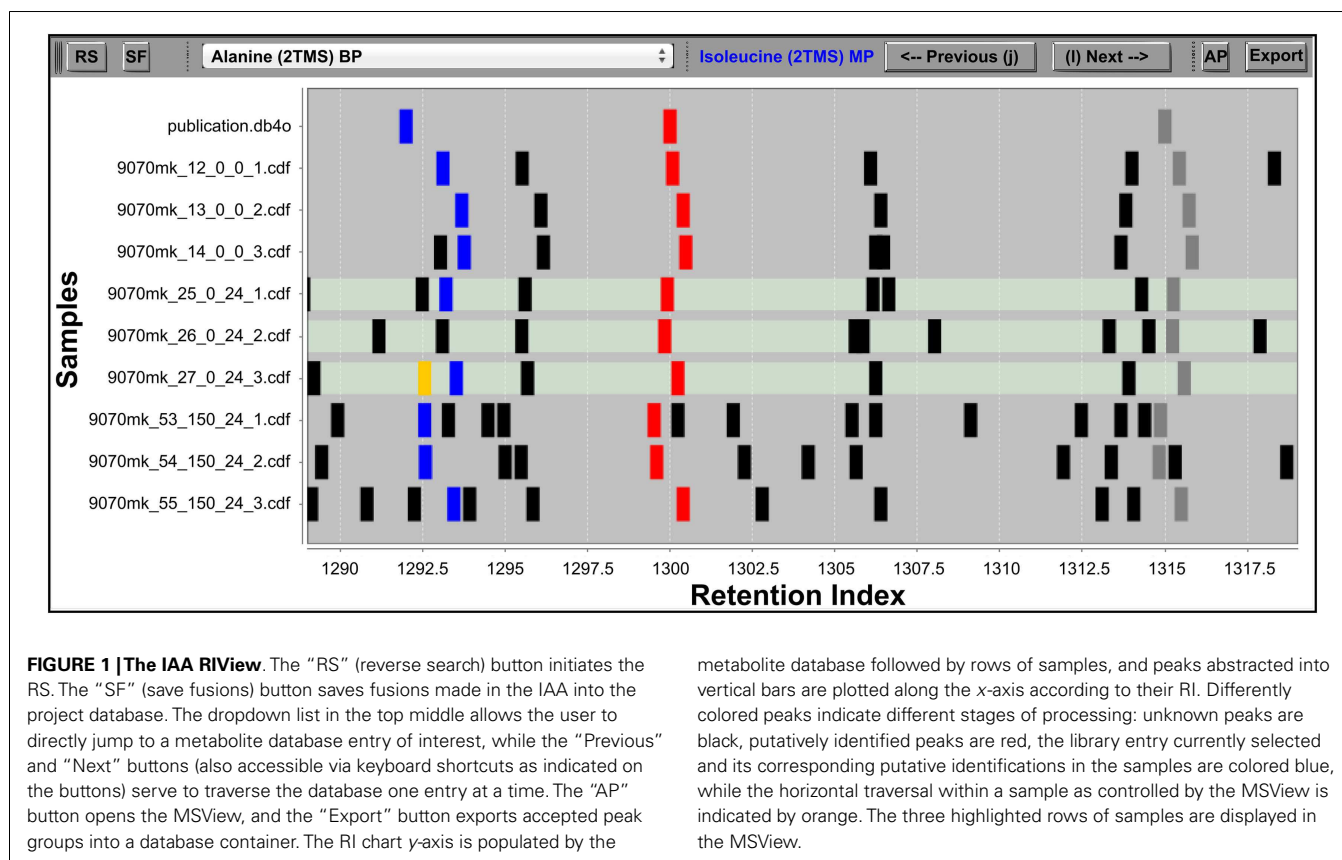 RS SF Alanine (2TMS) BP Isoleucine (2TMS) MP <-- Previous (j) (l) Next --> AP Export
Samples
publication.db4o
9070mk_12_0_0_1.cdf
9070mk_13_0_0_2.cdf
9070mk_14_0_0_3.cdf
9070mk_25_0_24_1.cdf
9070mk_26_0_24_2.cdf
9070mk_27_0_24_3.cdf
9070mk_53_150_24_1.cdf
9070mk_54_150_24_2.cdf
9070mk_55_150_24_3.cdf
1290 1292.5 1295 1297.5 1300 1302.5 1305 1307.5 1310 1312.5 1315 1317.5
Retention Index
FIGURE 1 | The IAA RIView. The “RS” (reverse search) button initiates the
RS. The “SF” (save fusions) button saves fusions made in the IAA into the
project database. The dropdown list in the top middle allows the user to
directly jump to a metabolite database entry of interest, while the “Previous”
and “Next” buttons (also accessible via keyboard shortcuts as indicated on
the buttons) serve to traverse the database one entry at a time. The “AP”
button opens the MSView, and the “Export” button exports accepted peak
groups into a database container. The RI chart y-axis is populated by the
metabolite database followed by rows of samples, and peaks abstracted into
vertical bars are plotted along the x-axis according to their RI. Differently
colored peaks indicate different stages of processing: unknown peaks are
black, putatively identified peaks are red, the library entry currently selected
and its corresponding putative identifications in the samples are colored blue,
while the horizontal traversal within a sample as controlled by the MSView is
indicated by orange. The three highlighted rows of samples are displayed in
the MSView.